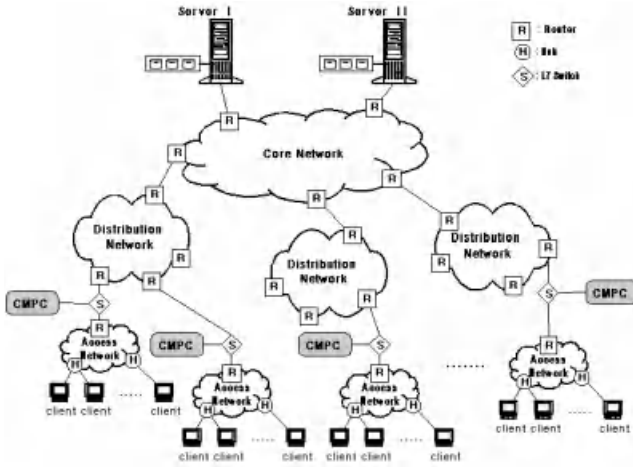 Server I
Server II
R : Router
H : Hub
S : L7 Switch
R
R
R
Core Network
R
R
R
R
R
R
Distribution
Network
R
R
R
R
Distribution
Network
R
R
R
Distribution
Network
R
R
R
R
R
CMPC
S
CMPC
S
CMPC
S
S
CMPC
R
Access
Network
H
H
R
Access
Network
H
H
R
Access
Network
H
H
R
Access
Network
H
H
.......
client client ..... client
client client ..... client
client client ..... client
client client ..... client